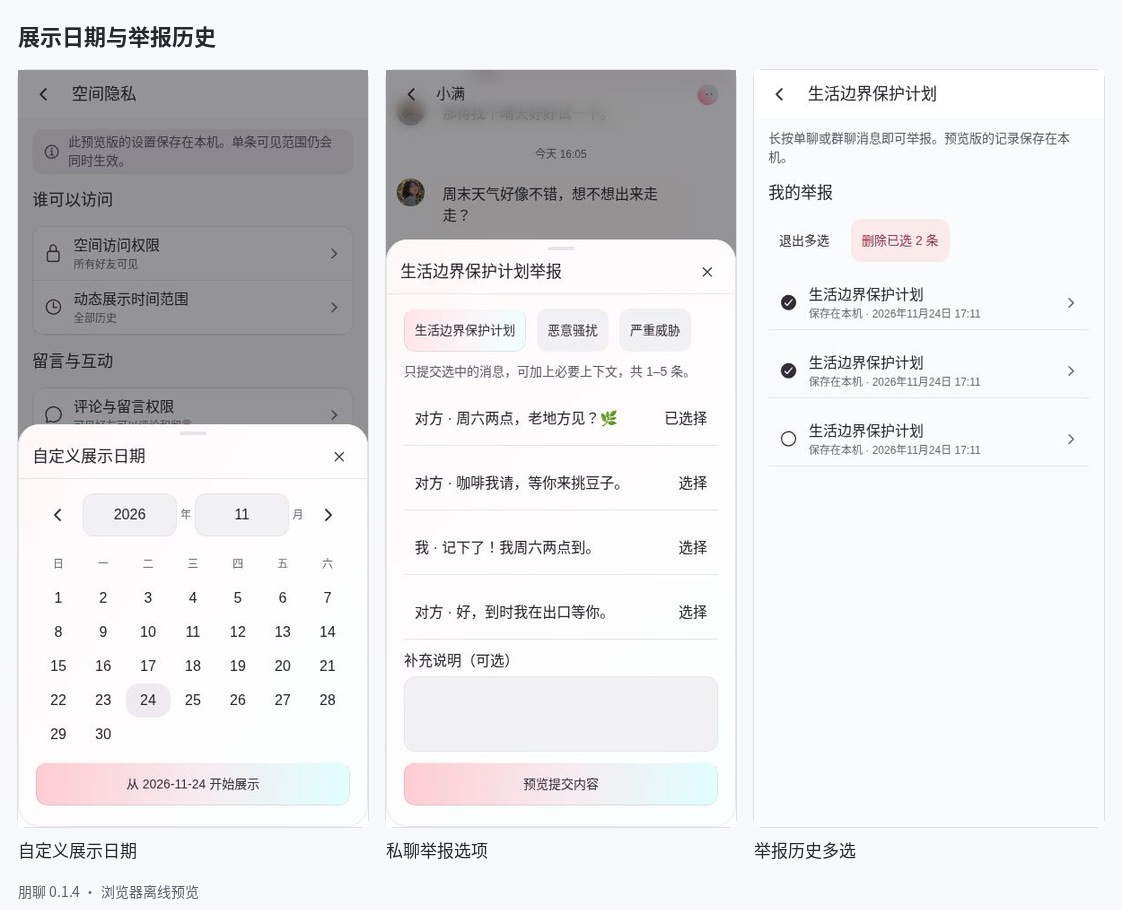 展示日期与举报历史
空间隐私
此预览版的设置保存在本机。单条可见范围仍会
同时生效。
谁可以访问
空间访问权限
所有好友可见
动态展示时间范围
全部历史
留言与互动
评论与留言权限
自定义展示日期
2026 年 11 月
日 一 二 三 四 五 六
1 2 3 4 5 6 7
8 9 10 11 12 13 14
15 16 17 18 19 20 21
22 23 24 25 26 27 28
29 30
从 2026-11-24 开始展示
自定义展示日期
小满
今天 16:05
周末天气好像不错，想不想出来走
走？
生活边界保护计划举报
生活边界保护计划 恶意骚扰 严重威胁
只提交选中的消息，可加上必要上下文，共 1–5 条。
对方 · 周六两点，老地方见？🌿 已选择
对方 · 咖啡我请，等你来挑豆子。 选择
我 · 记下了！我周六两点到。 选择
对方 · 好，到时我在出口等你。 选择
补充说明（可选）
预览提交内容
私聊举报选项
生活边界保护计划
长按单聊或群聊消息即可举报。预览版的记录保存在本
机。
我的举报
退出多选 删除已选 2 条
生活边界保护计划
保存在本机 · 2026年11月24日 17:11
生活边界保护计划
保存在本机 · 2026年11月24日 17:11
生活边界保护计划
保存在本机 · 2026年11月24日 17:11
举报历史多选
朋聊 0.1.4 · 浏览器离线预览